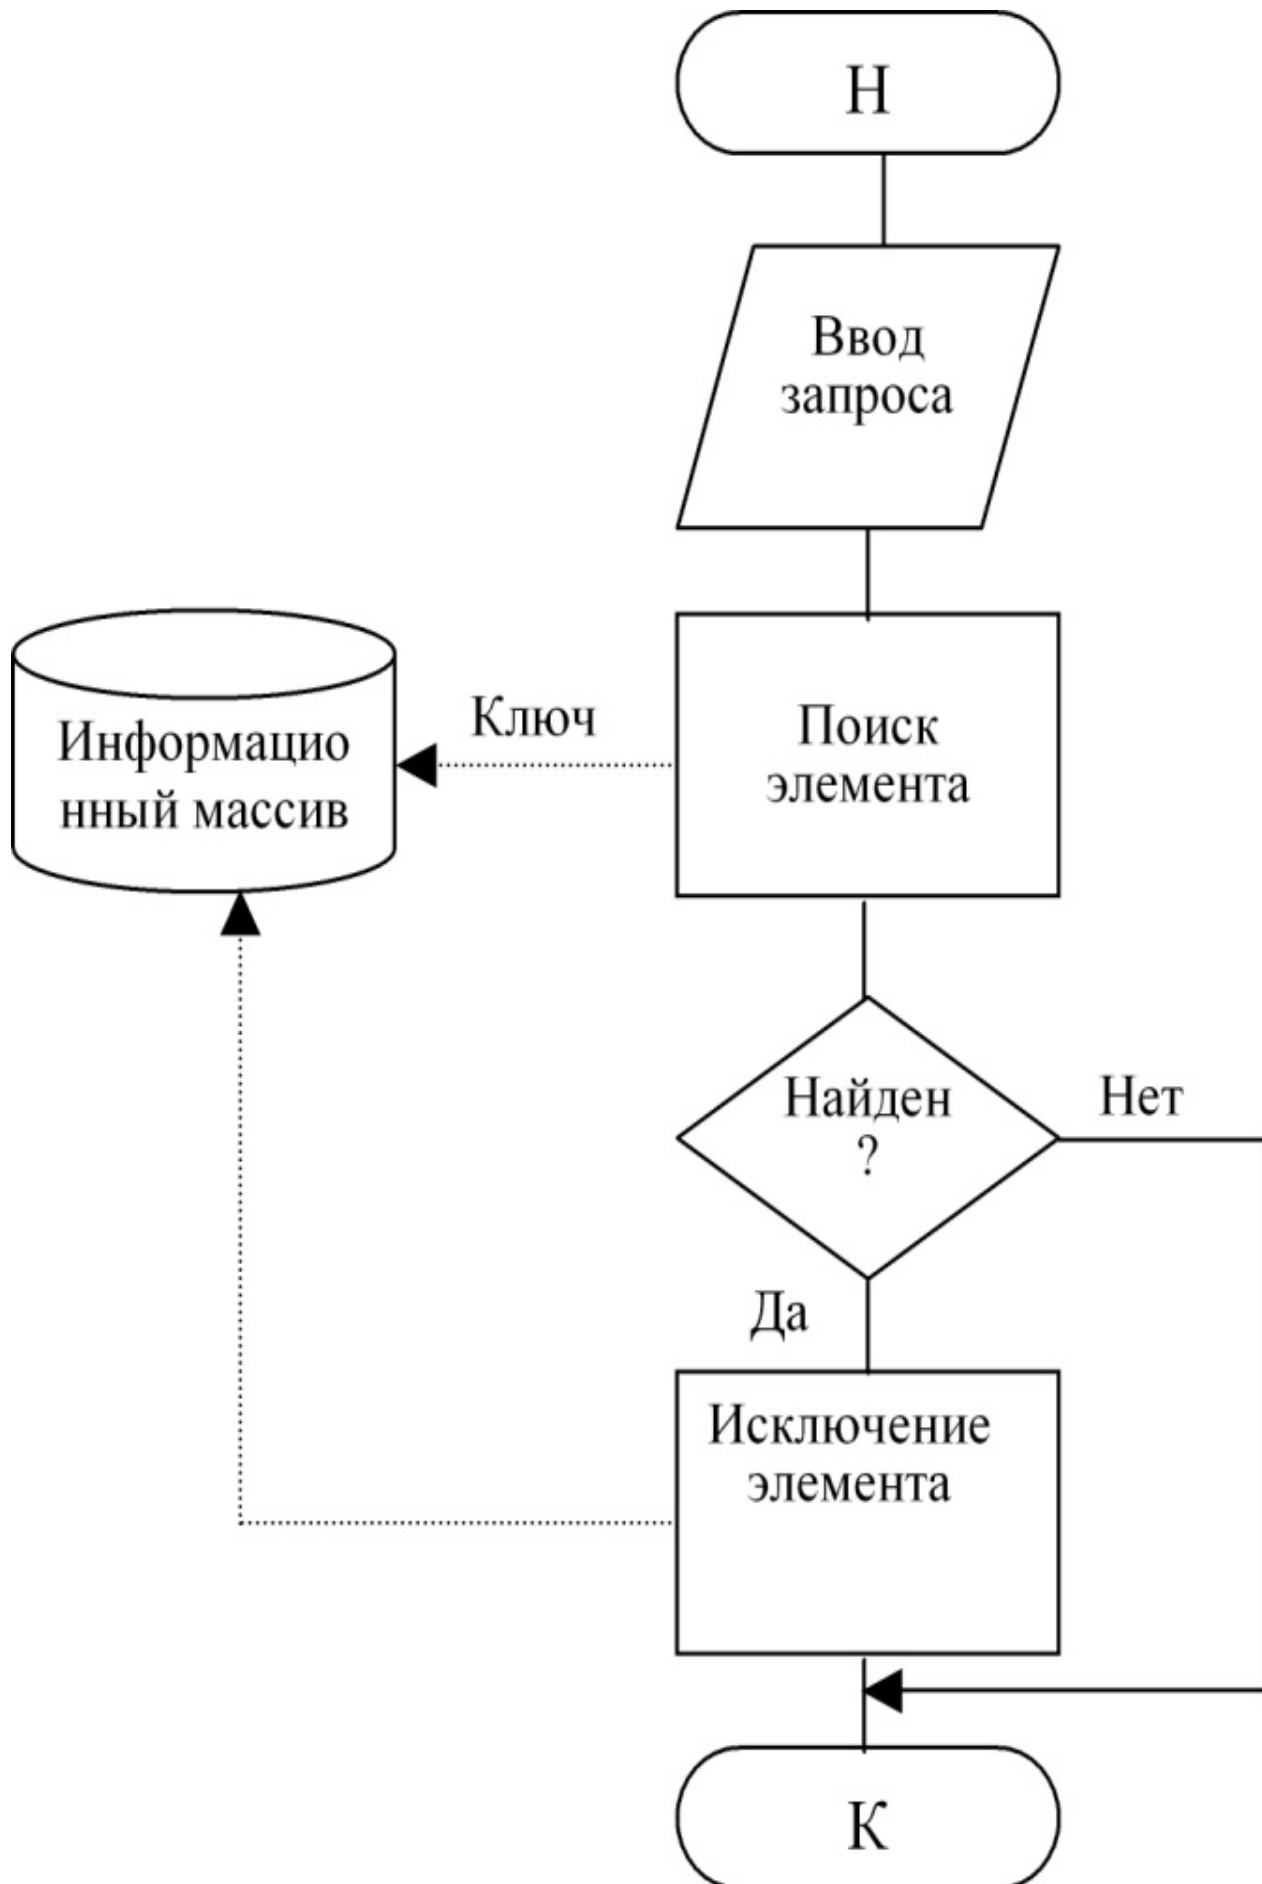 Н
Ввод
запроса
Ключ
Информацио
нный массив
Поиск
элемента
Найден
?
Нет
Да
Исключение
элемента
К